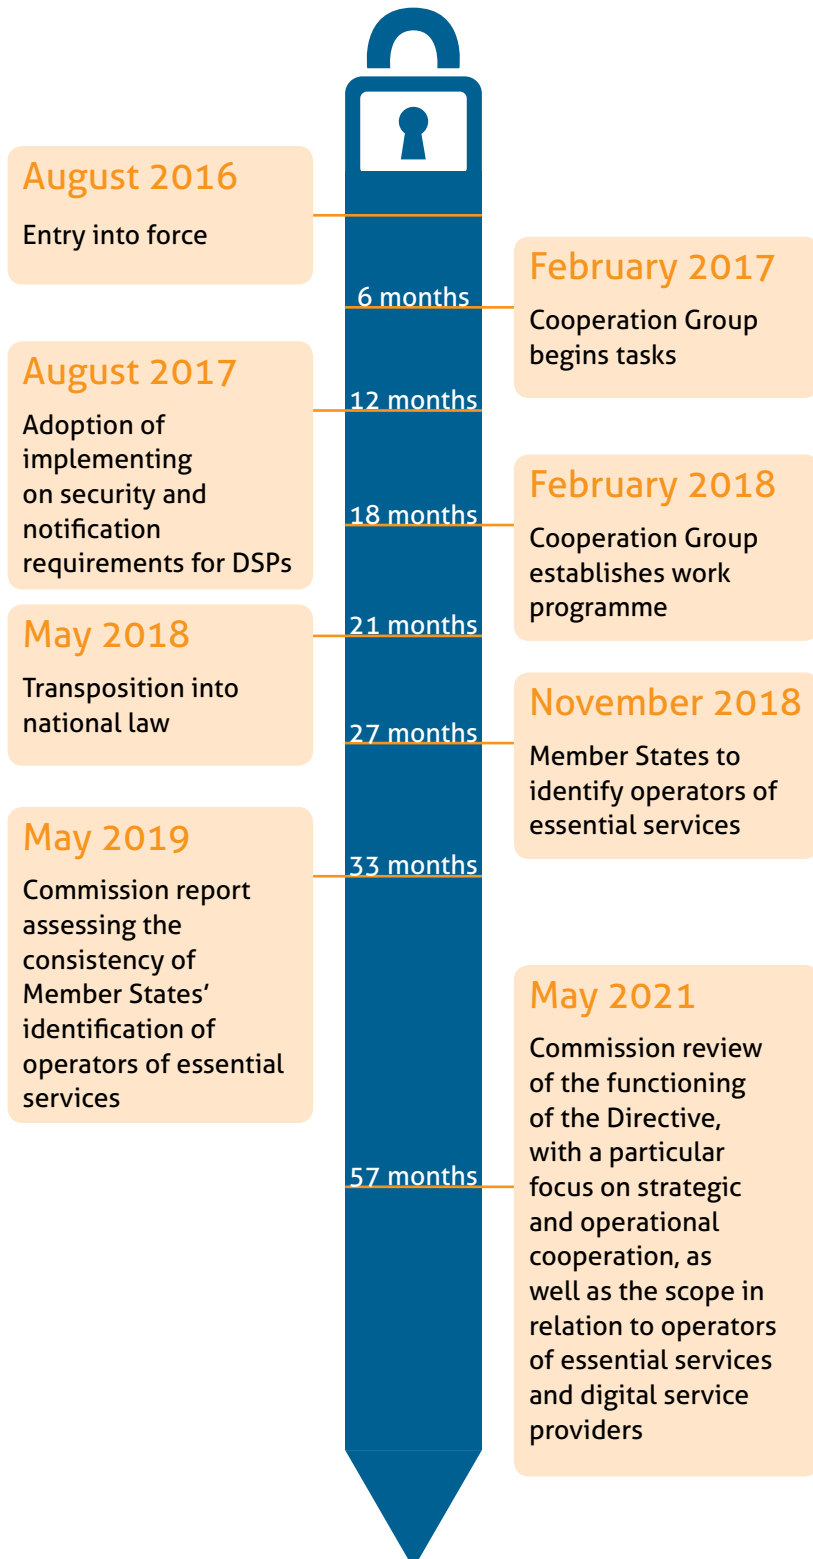 August 2016
Entry into force
6 months
February 2017
Cooperation Group
begins tasks
August 2017
Adoption of
implementing
on security and
notification
requirements for DSPs
12 months
18 months
February 2018
Cooperation Group
establishes work
programme
May 2018
Transposition into
national law
21 months
27 months
November 2018
Member States to
identify operators of
essential services
May 2019
Commission report
assessing the
consistency of
Member States’
identification of
operators of essential
services
33 months
57 months
May 2021
Commission review
of the functioning
of the Directive,
with a particular
focus on strategic
and operational
cooperation, as
well as the scope in
relation to operators
of essential services
and digital service
providers